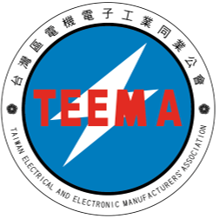 台灣區電機電子工業同業公會
TEEMA
TAIWAN ELECTRICAL AND ELECTRONIC MANUFACTURERS' ASSOCIATION